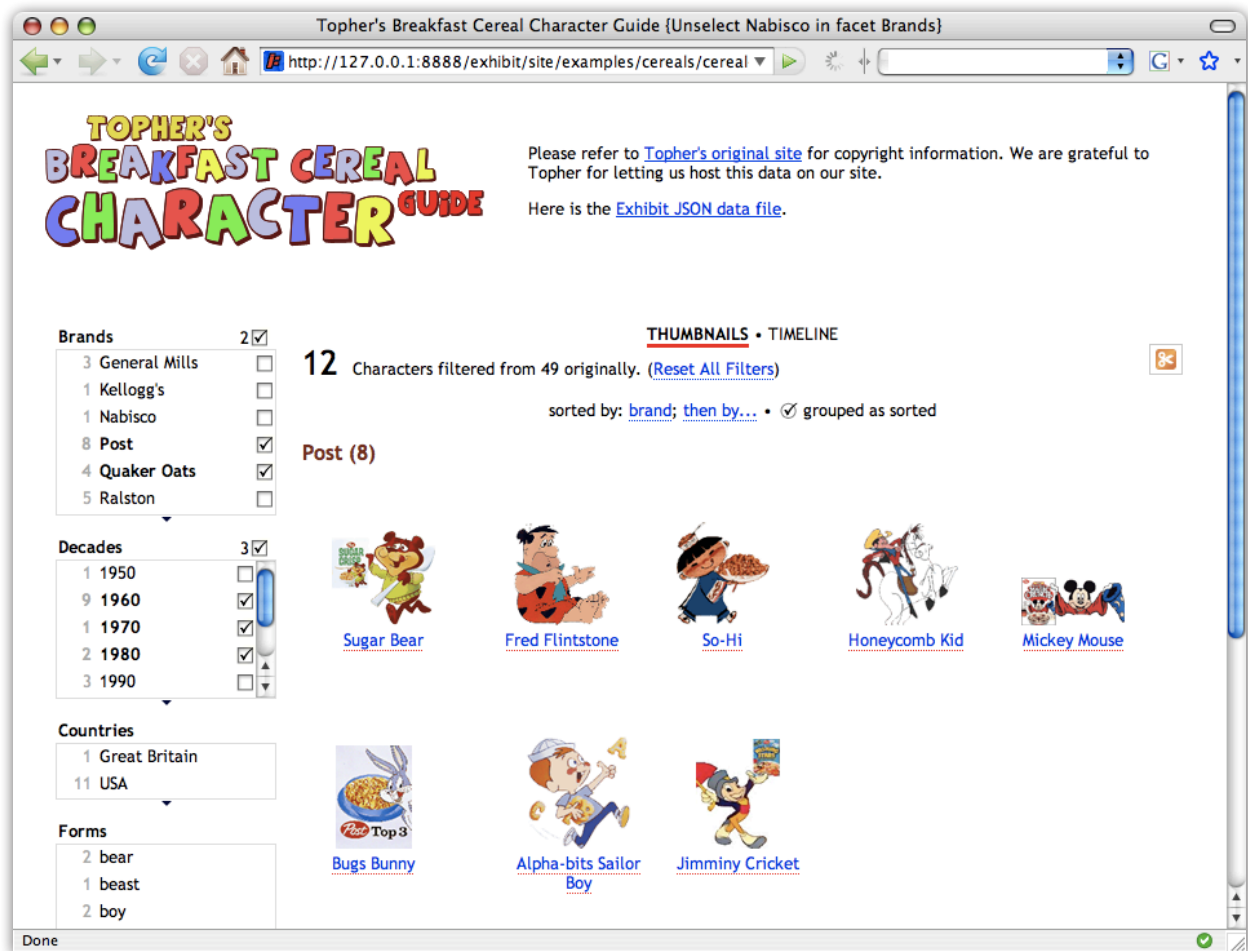 Topher's Breakfast Cereal Character Guide {Unselect Nabisco in facet Brands}
http://127.0.0.1:8888/exhibit/site/examples/cereals/cereal
G
TOPHER'S
BREAKFAST CEREAL
CHARACTER GUIDE
Please refer to Topher's original site for copyright information. We are grateful to
Topher for letting us host this data on our site.
Here is the Exhibit JSON data file.
Brands 2
3 General Mills
1 Kellogg's
1 Nabisco
8 Post
4 Quaker Oats
5 Ralston
Decades 3
1 1950
9 1960
1 1970
2 1980
3 1990
Countries
1 Great Britain
11 USA
Forms
2 bear
1 beast
2 boy
THUMBNAILS • TIMELINE
12 Characters filtered from 49 originally. (Reset All Filters)
sorted by: brand; then by... • grouped as sorted
Post (8)
SUGAR
CRISP
Sugar Bear
Fred Flintstone
So-Hi
Honeycomb Kid
Mickey Mouse
Post Top 3
A
C
Bugs Bunny
Alpha-bits Sailor
Boy
Jimminy Cricket
Done